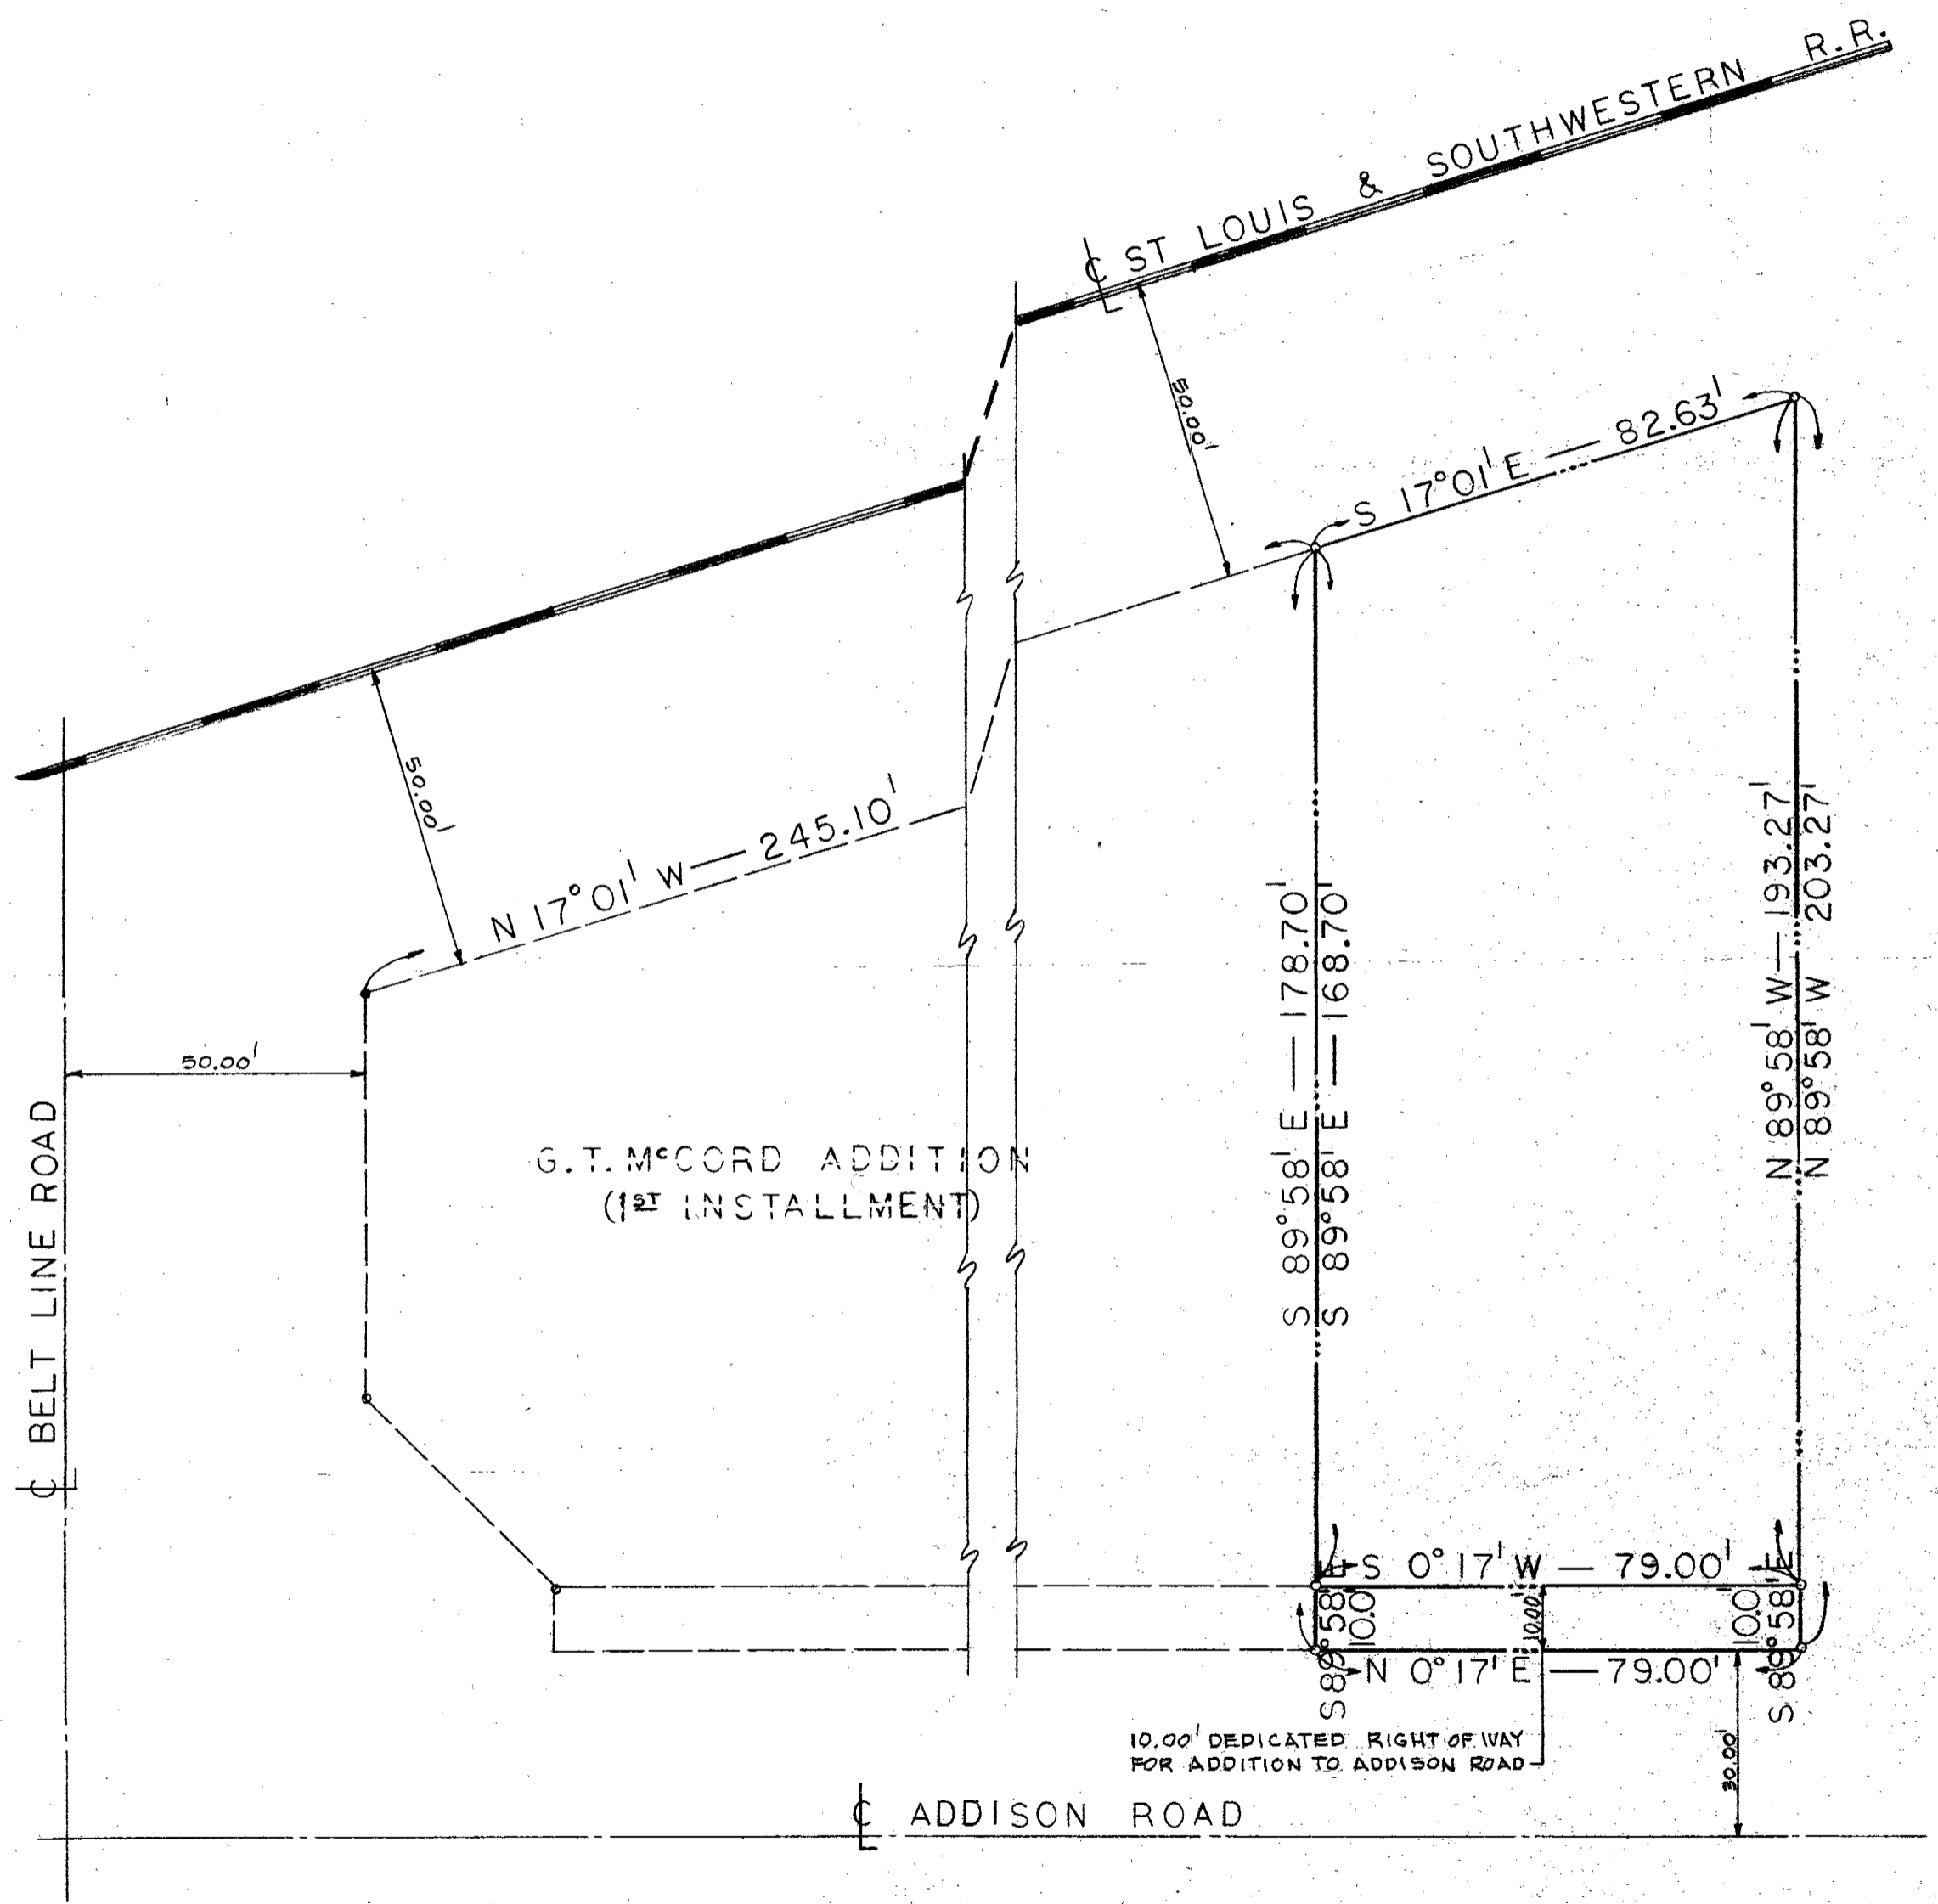 ℄ ST LOUIS & SOUTHWESTERN R.R.
50.00'
S 17°01' E — 82.63'
50.00'
N 17°01' W — 245.10'
50.00'
℄ BELT LINE ROAD
G.T. McCORD ADDITION
(1ST INSTALLMENT)
S 89°58' E — 178.70'
S 89°58' E — 168.70'
N 89°58' W — 193.27'
N 89°58' W 203.27'
S 0°17' W — 79.00'
S 89°58' E
10.0'
10.00'
10.0'
S 89°58' E
N 0°17' E — 79.00'
10.00' DEDICATED RIGHT OF WAY
FOR ADDITION TO ADDISON ROAD
30.00'
℄ ADDISON ROAD